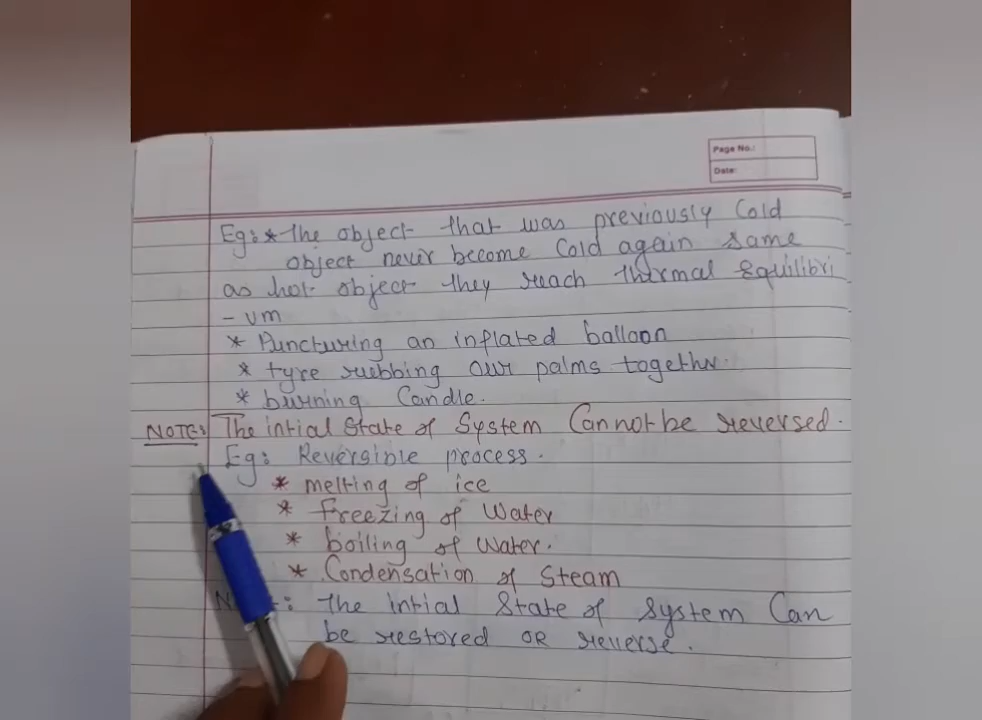 Page No.:
Date:
Eg:* The object that was previously Cold
object never become Cold again same
as hot object they reach thermal Equilibri
- um
* Puncturing an inflated balloon
* tyre rubbing our palms together.
* burning Candle.
NOTE: The intial State of System Cannot be reversed.
Eg: Reversible process.
* melting of ice
* freezing of Water
* boiling of Water.
* Condensation of Steam
The intial State of System Can
be restored OR reverse.